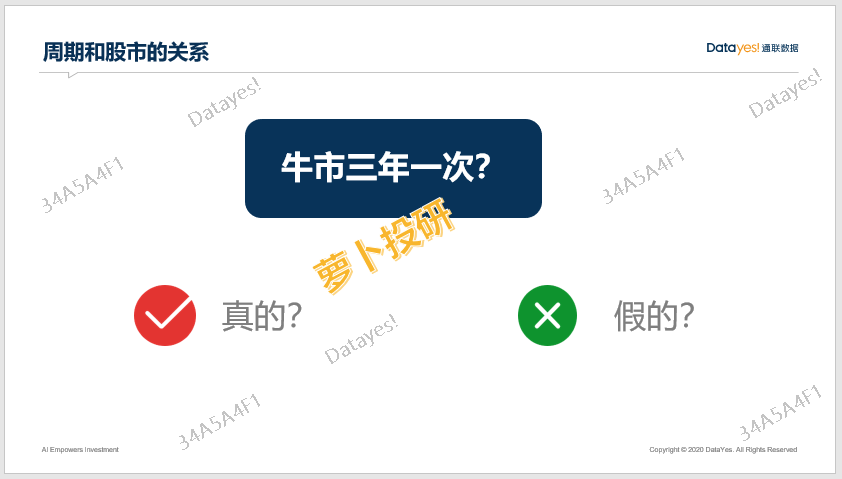 周期和股市的关系
Datayes! 通联数据
Datayes!
Datayes!
牛市三年一次?
34A5A4F1
34A5A4F1
萝卜投研
真的?
假的?
Datayes!
34A5A4F1
34A5A4F1
AI Empowers Investment
Copyright © 2020 DataYes. All Rights Reserved